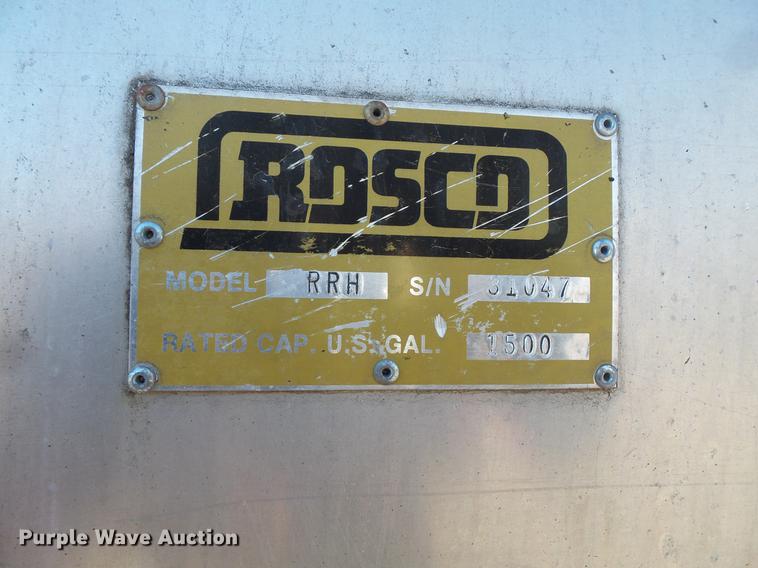 ROSCO
MODEL RRH S/N 31047
RATED CAP. U.S. GAL. 1500
Purple Wave Auction